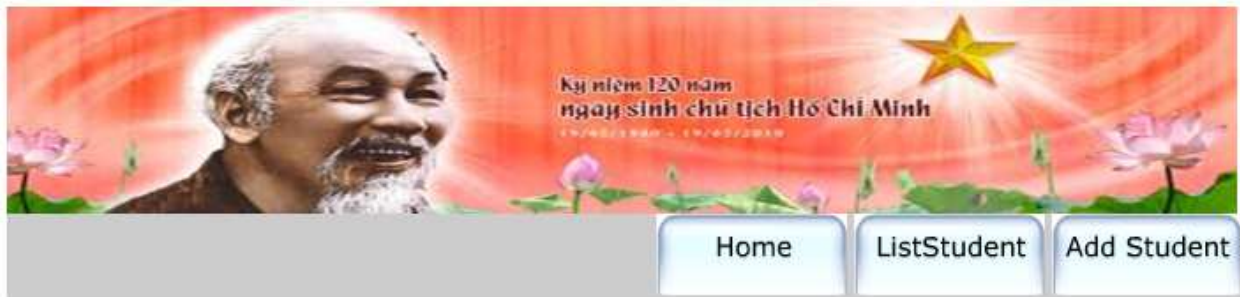 Kỷ niệm 120 năm
ngày sinh chủ tịch Hồ Chí Minh
Home
ListStudent
Add Student